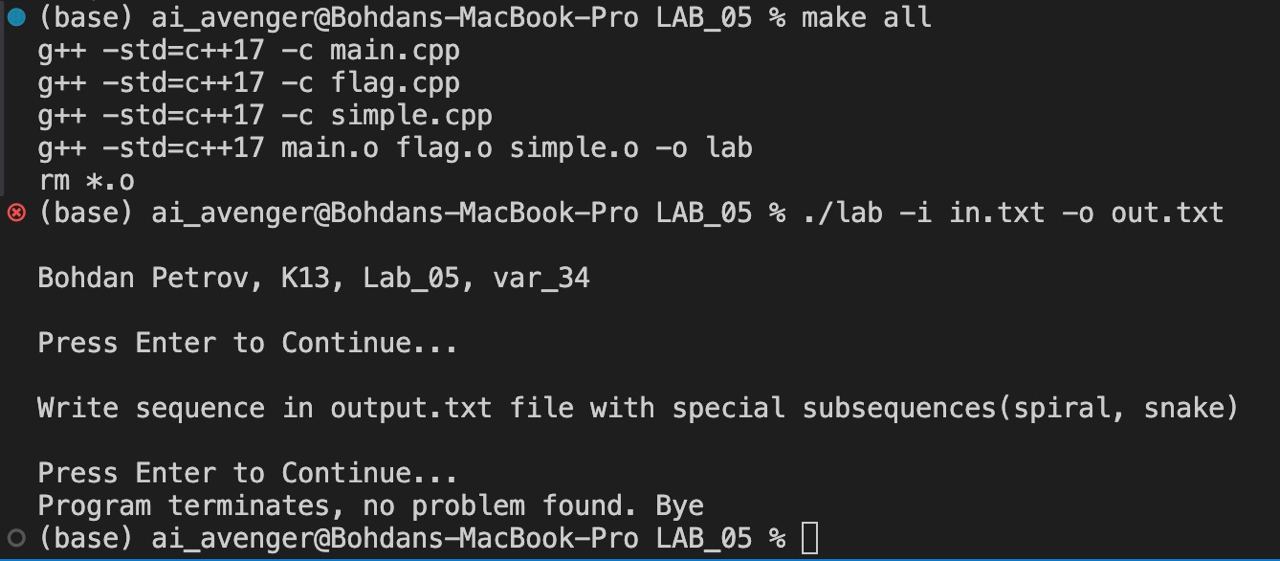 (base) ai_avenger@Bohdans-MacBook-Pro LAB_05 % make all
g++ -std=c++17 -c main.cpp
g++ -std=c++17 -c flag.cpp
g++ -std=c++17 -c simple.cpp
g++ -std=c++17 main.o flag.o simple.o -o lab
rm *.o
(base) ai_avenger@Bohdans-MacBook-Pro LAB_05 % ./lab -i in.txt -o out.txt
Bohdan Petrov, K13, Lab_05, var_34
Press Enter to Continue...
Write sequence in output.txt file with special subsequences(spiral, snake)
Press Enter to Continue...
Program terminates, no problem found. Bye
(base) ai_avenger@Bohdans-MacBook-Pro LAB_05 %